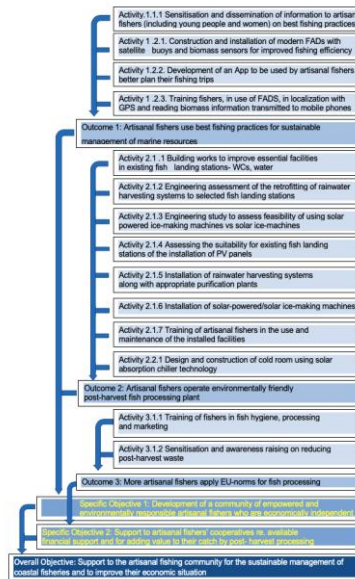 Activity.1.1.1 Sensitisation and dissemination of information to artisanal
fishers (including young people and women) on best fishing practices
Activity 1 .2.1. Construction and installation of modern FADs with
satellite buoys and biomass sensors for improved fishing efficiency
Activity 1.2.2. Development of an App to be used by artisanal fishers
better plan their fishing trips
Activity 1 .2.3. Training fishers, in use of FADS, in localization with
GPS and reading biomass information transmitted to mobile phones
Outcome 1: Artisanal fishers use best fishing practices for sustainable
management of marine resources
Activity 2.1 .1 Building works to improve essential facilities
in existing fish landing stations- WCs, water
Activity 2.1.2 Engineering assessment of the retrofitting of rainwater
harvesting systems to selected fish landing stations
Activity 2.1.3 Engineering study to assess feasibility of using solar
powered ice-making machines vs solar ice-machines
Activity 2.1.4 Assessing the suitability for existing fish landing
stations of the installation of PV panels
Activity 2.1.5 Installation of rainwater harvesting systems
along with appropriate purification plants
Activity 2.1.6 Installation of solar-powered/solar ice-making machines
Activity 2.1.7 Training of artisanal fishers in the use and
maintenance of the installed facilities
Activity 2.2.1 Design and construction of cold room using solar
absorption chiller technology
Outcome 2: Artisanal fishers operate environmentally friendly
post-harvest fish processing plant
Activity 3.1.1 Training of fishers in fish hygiene, processing
and marketing
Activity 3.1.2 Sensitisation and awareness raising on reducing
post-harvest waste
Outcome 3: More artisanal fishers apply EU-norms for fish processing
Specific Objective 1: Development of a community of empowered and
environmentally responsible artisanal fishers who are economically independent
Specific Objective 2: Support to artisanal fishers' cooperatives re. available
financial support and for adding value to their catch by post- harvest processing
Overall Objective: Support to the artisanal fishing community for the sustainable management of
coastal fisheries and to improve their economic situation